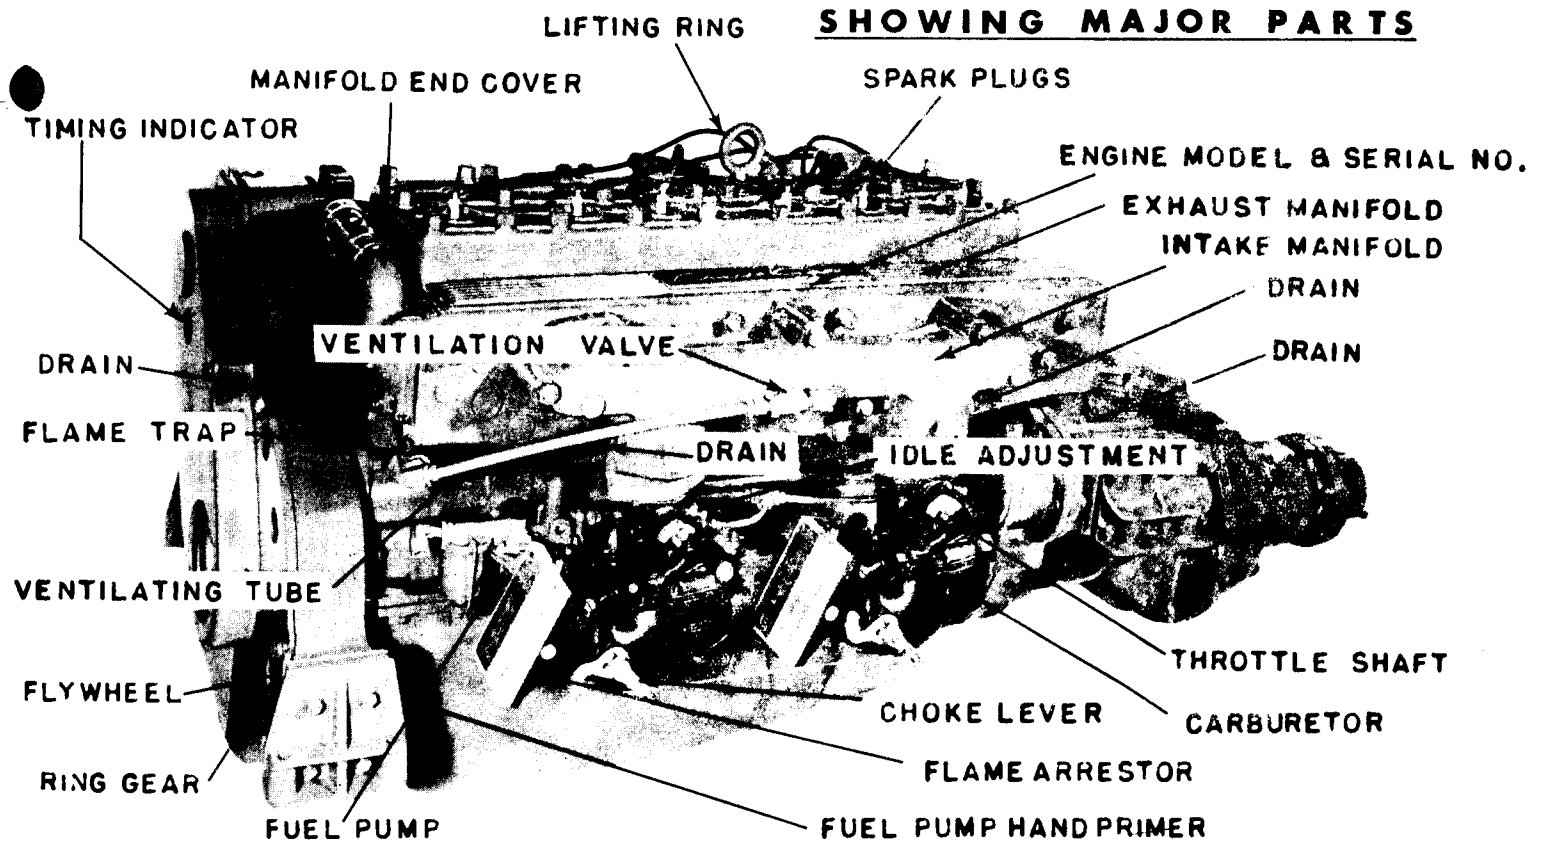 SHOWING MAJOR PARTS
LIFTING RING
MANIFOLD END COVER
SPARK PLUGS
TIMING INDICATOR
ENGINE MODEL & SERIAL NO.
EXHAUST MANIFOLD
INTAKE MANIFOLD
DRAIN
VENTILATION VALVE
DRAIN
DRAIN
FLAME TRAP
DRAIN
IDLE ADJUSTMENT
VENTILATING TUBE
THROTTLE SHAFT
FLYWHEEL
CHOKE LEVER
CARBURETOR
RING GEAR
FLAME ARRESTOR
FUEL PUMP
FUEL PUMP HAND PRIMER